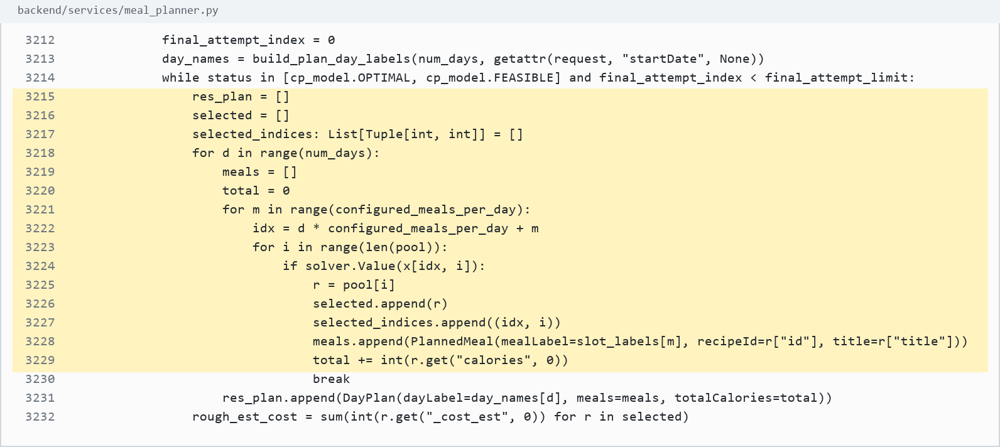 backend/services/meal_planner.py
3212 final_attempt_index = 0
3213 day_names = build_plan_day_labels(num_days, getattr(request, "startDate", None))
3214 while status in [cp_model.OPTIMAL, cp_model.FEASIBLE] and final_attempt_index < final_attempt_limit:
3215 res_plan = []
3216 selected = []
3217 selected_indices: List[Tuple[int, int]] = []
3218 for d in range(num_days):
3219 meals = []
3220 total = 0
3221 for m in range(configured_meals_per_day):
3222 idx = d * configured_meals_per_day + m
3223 for i in range(len(pool)):
3224 if solver.Value(x[idx, i]):
3225 r = pool[i]
3226 selected.append(r)
3227 selected_indices.append((idx, i))
3228 meals.append(PlannedMeal(mealLabel=slot_labels[m], recipeId=r["id"], title=r["title"]))
3229 total += int(r.get("calories", 0))
3230 break
3231 res_plan.append(DayPlan(dayLabel=day_names[d], meals=meals, totalCalories=total))
3232 rough_est_cost = sum(int(r.get("_cost_est", 0)) for r in selected)